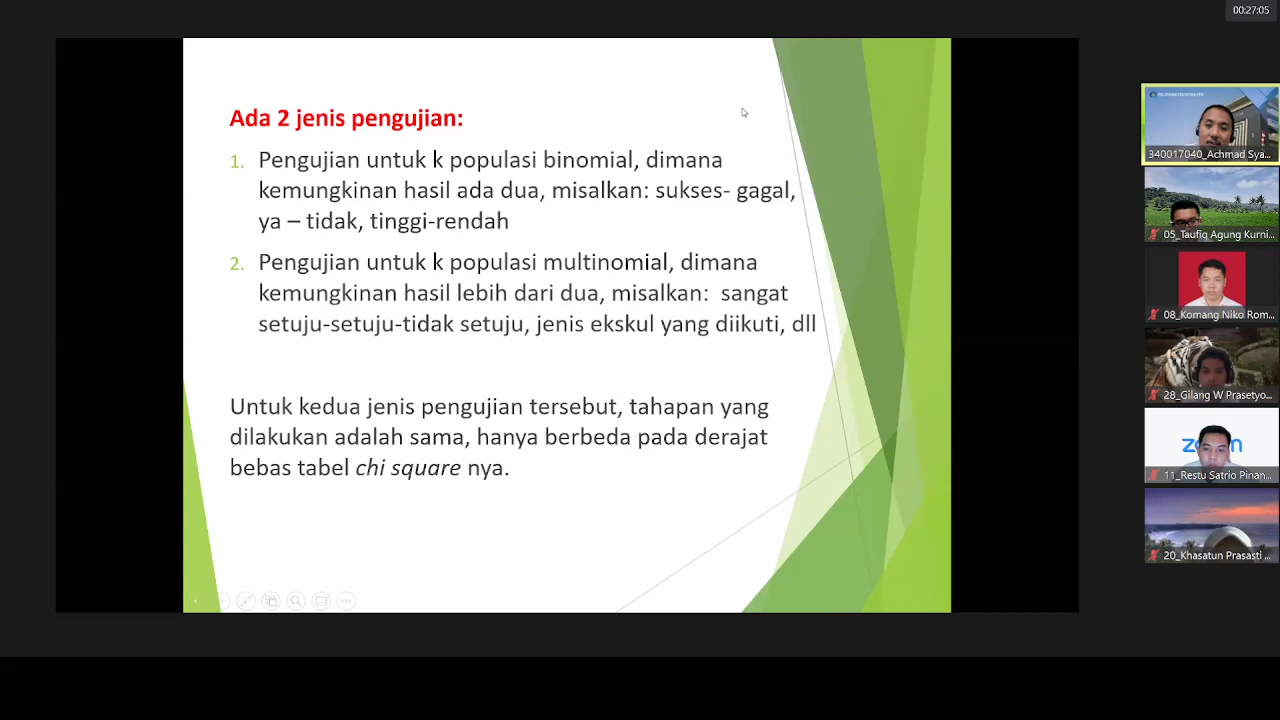 00:27:05
Ada 2 jenis pengujian:
1. Pengujian untuk k populasi binomial, dimana
kemungkinan hasil ada dua, misalkan: sukses- gagal,
ya – tidak, tinggi-rendah
2. Pengujian untuk k populasi multinomial, dimana
kemungkinan hasil lebih dari dua, misalkan:  sangat
setuju-setuju-tidak setuju, jenis ekskul yang diikuti, dll
Untuk kedua jenis pengujian tersebut, tahapan yang
dilakukan adalah sama, hanya berbeda pada derajat
bebas tabel chi square nya.
340017040_Achmad Sya...
05_Taufiq Agung Kurni...
08_Komang Niko Rom...
28_Gilang W Prasetyo...
11_Restu Satrio Pinan...
20_Khasatun Prasasti ...